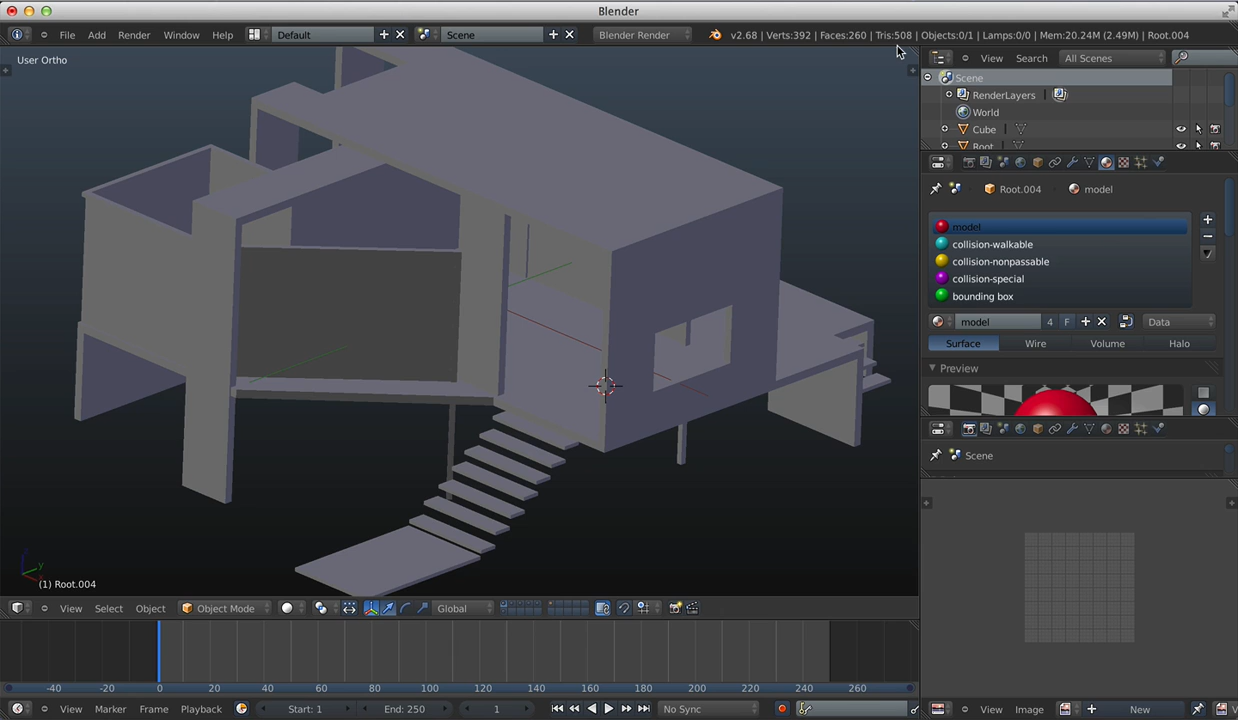 Blender
File Add Render Window Help Default Scene Blender Render v2.68 | Verts:392 | Faces:260 | Tris:508 | Objects:0/1 | Lamps:0/0 | Mem:20.24M (2.49M) | Root.004
User Ortho
View Search All Scenes
Scene
RenderLayers
World
Cube
Root
Root.004 model
model
collision-walkable
collision-nonpassable
collision-special
bounding box
model 4 F Data
Surface Wire Volume Halo
Preview
Scene
(1) Root.004
View Select Object Object Mode Global
-40 -20 0 20 40 60 80 100 120 140 160 180 200 220 240 260
View Marker Frame Playback Start: 1 End: 250 1 No Sync
View Image New V